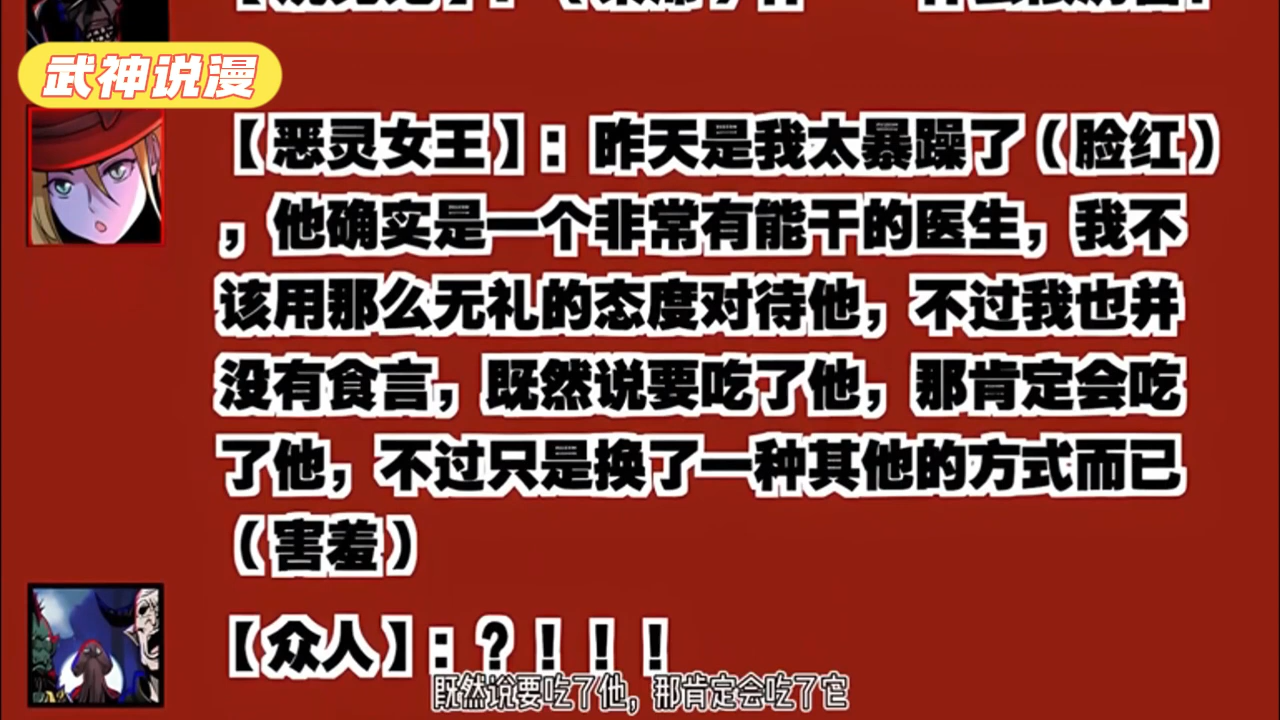 武神说漫
【恶灵女王】：昨天是我太暴躁了（脸红）
，他确实是一个非常有能干的医生，我不
该用那么无礼的态度对待他，不过我也并
没有食言，既然说要吃了他，那肯定会吃
了他，不过只是换了一种其他的方式而已
（害羞）
【众人】：？！！！
既然说要吃了他，那肯定会吃了它